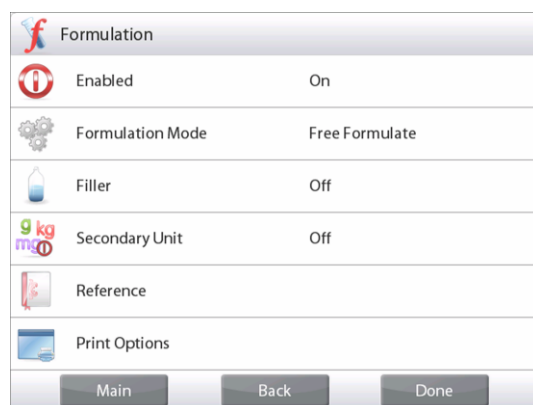 Formulation
Enabled On
Formulation Mode Free Formulate
Filler Off
g kg
mg
Secondary Unit Off
Reference
Print Options
Main Back Done